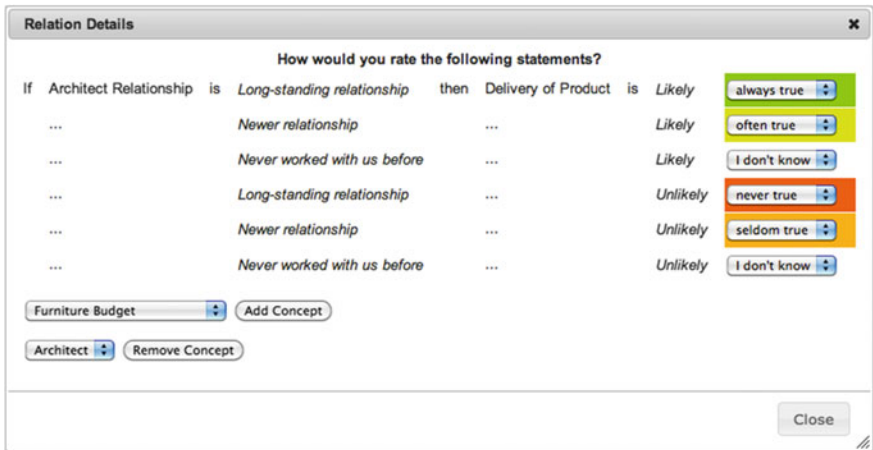 Relation Details
How would you rate the following statements?
If Architect Relationship is Long-standing relationship then Delivery of Product is Likely always true
... Newer relationship ... Likely often true
... Never worked with us before ... Likely I don't know
... Long-standing relationship ... Unlikely never true
... Newer relationship ... Unlikely seldom true
... Never worked with us before ... Unlikely I don't know
Furniture Budget Add Concept
Architect Remove Concept
Close